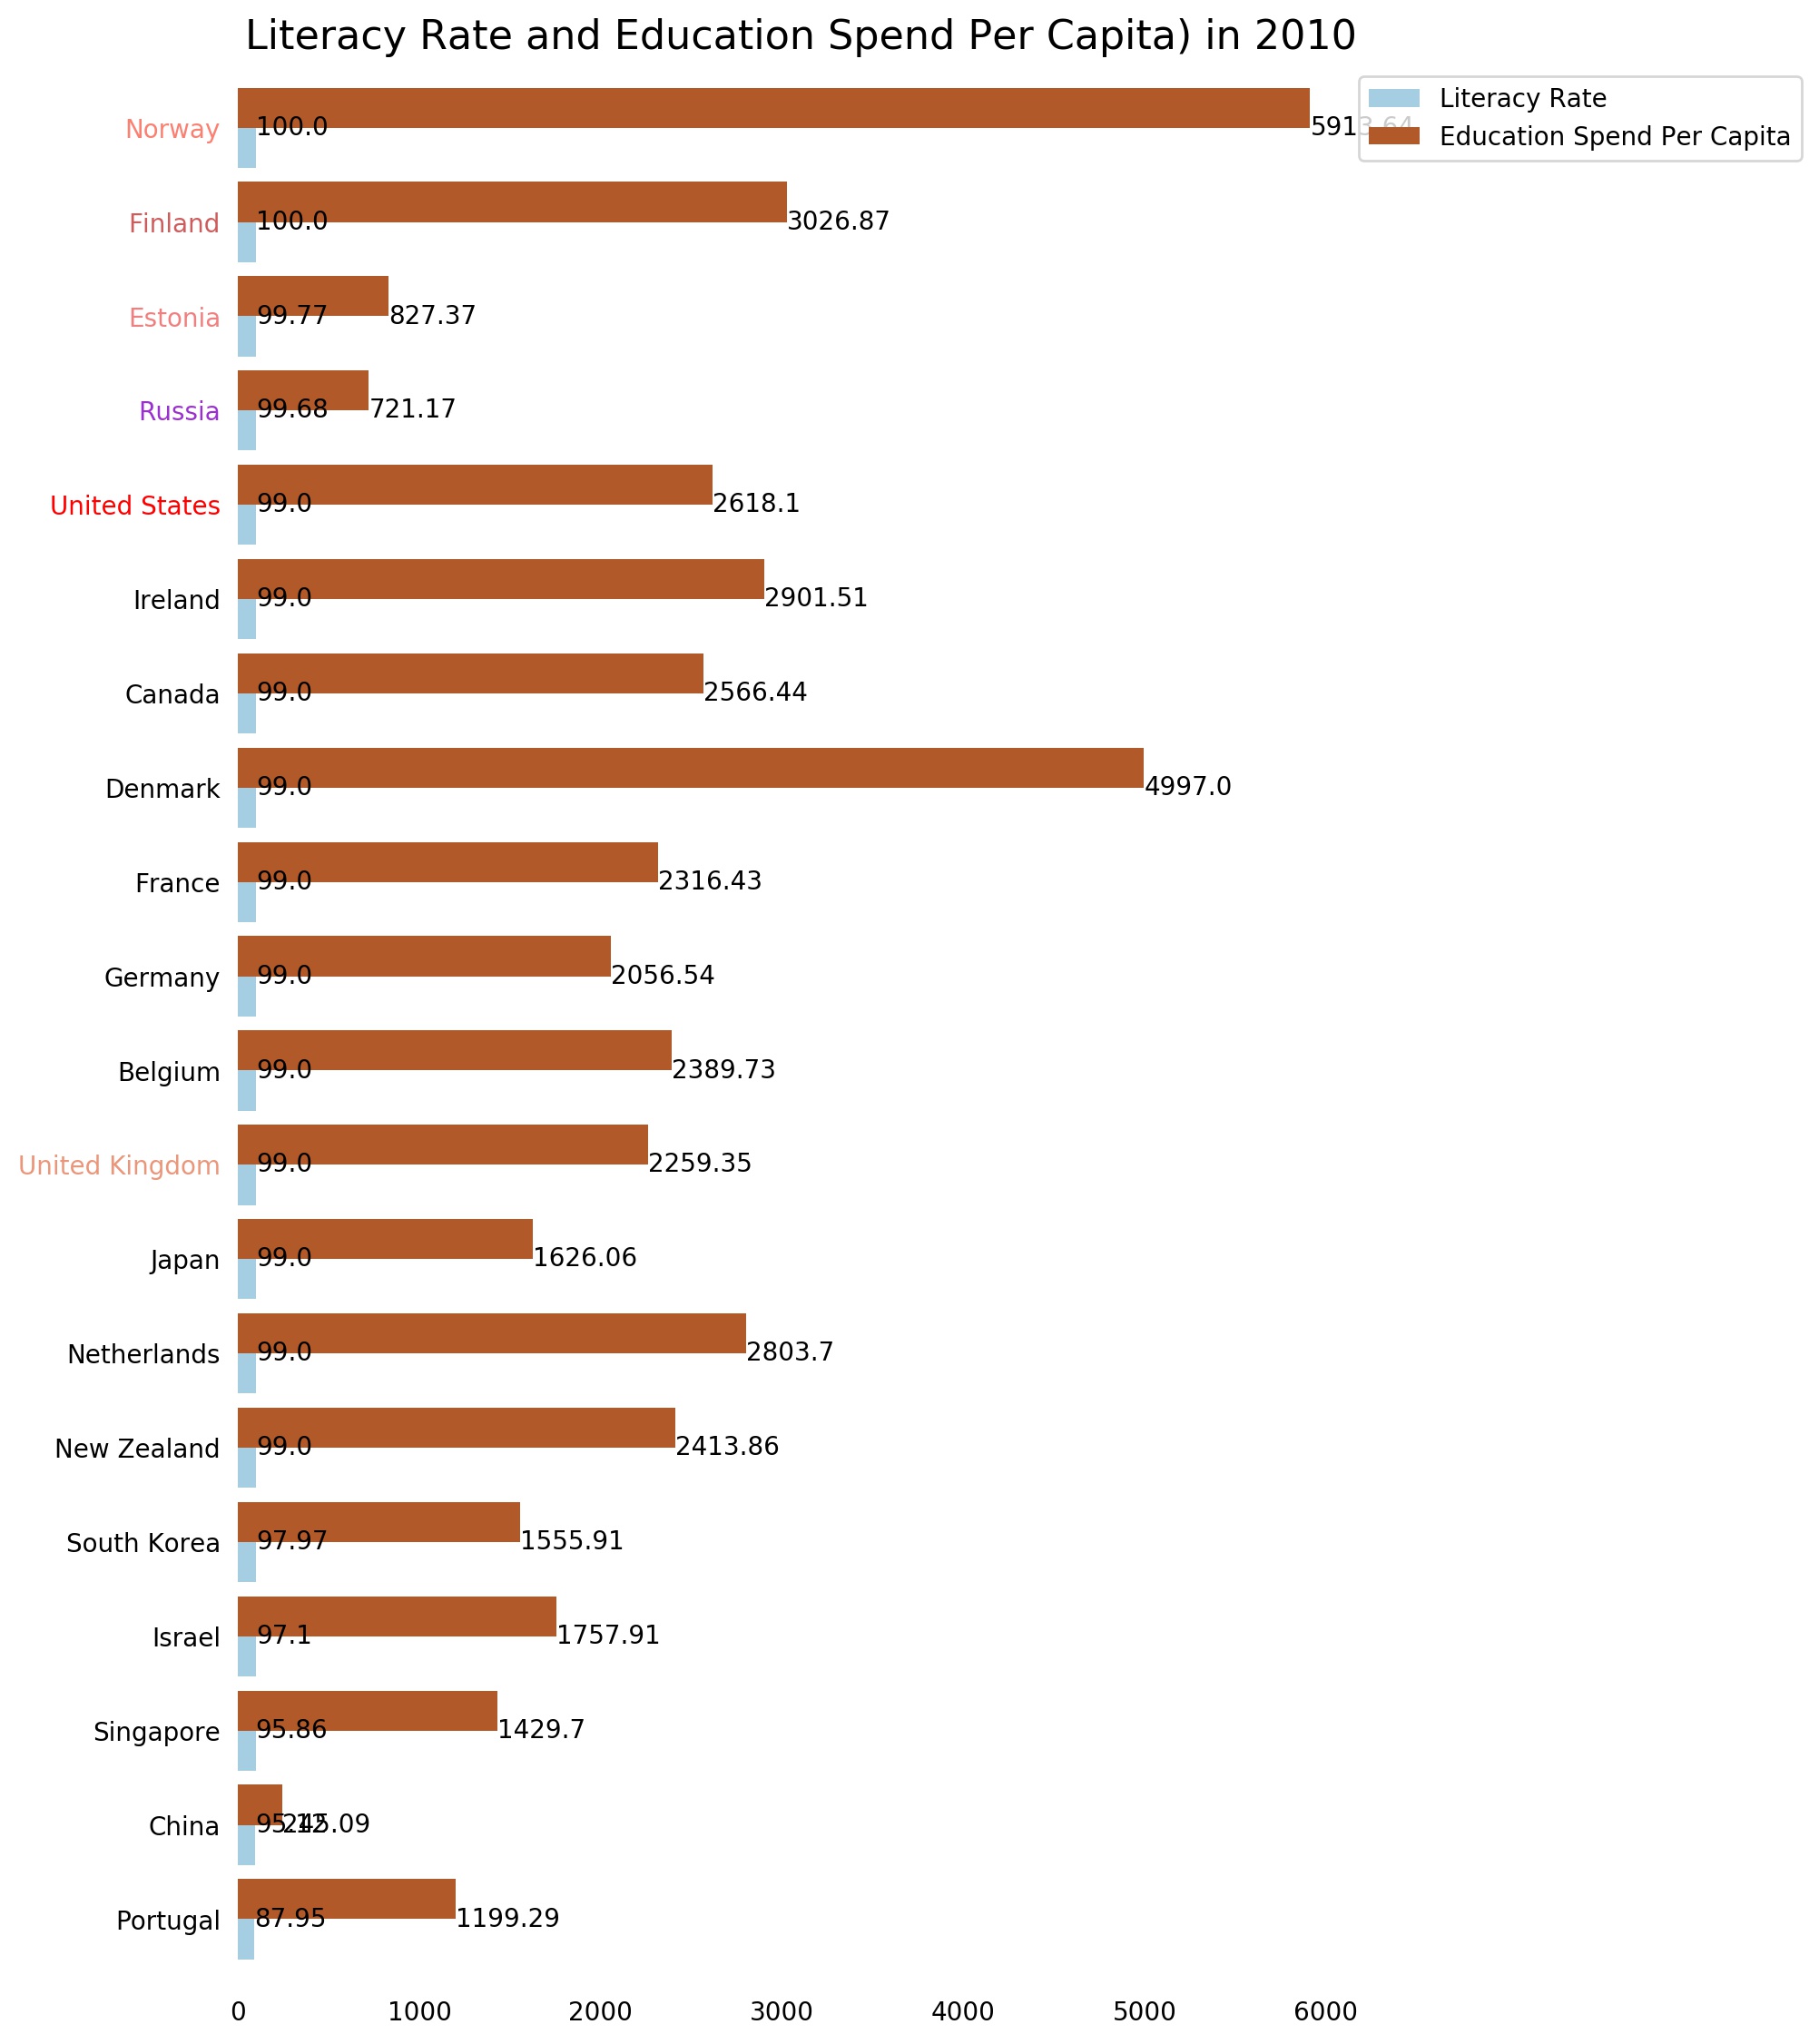 Literacy Rate and Education Spend Per Capita) in 2010
Literacy Rate
Education Spend Per Capita
Norway 100.0 5913.64
Finland 100.0 3026.87
Estonia 99.77 827.37
Russia 99.68 721.17
United States 99.0 2618.1
Ireland 99.0 2901.51
Canada 99.0 2566.44
Denmark 99.0 4997.0
France 99.0 2316.43
Germany 99.0 2056.54
Belgium 99.0 2389.73
United Kingdom 99.0 2259.35
Japan 99.0 1626.06
Netherlands 99.0 2803.7
New Zealand 99.0 2413.86
South Korea 97.97 1555.91
Israel 97.1 1757.91
Singapore 95.86 1429.7
China 95.12 245.09
Portugal 87.95 1199.29
0 1000 2000 3000 4000 5000 6000